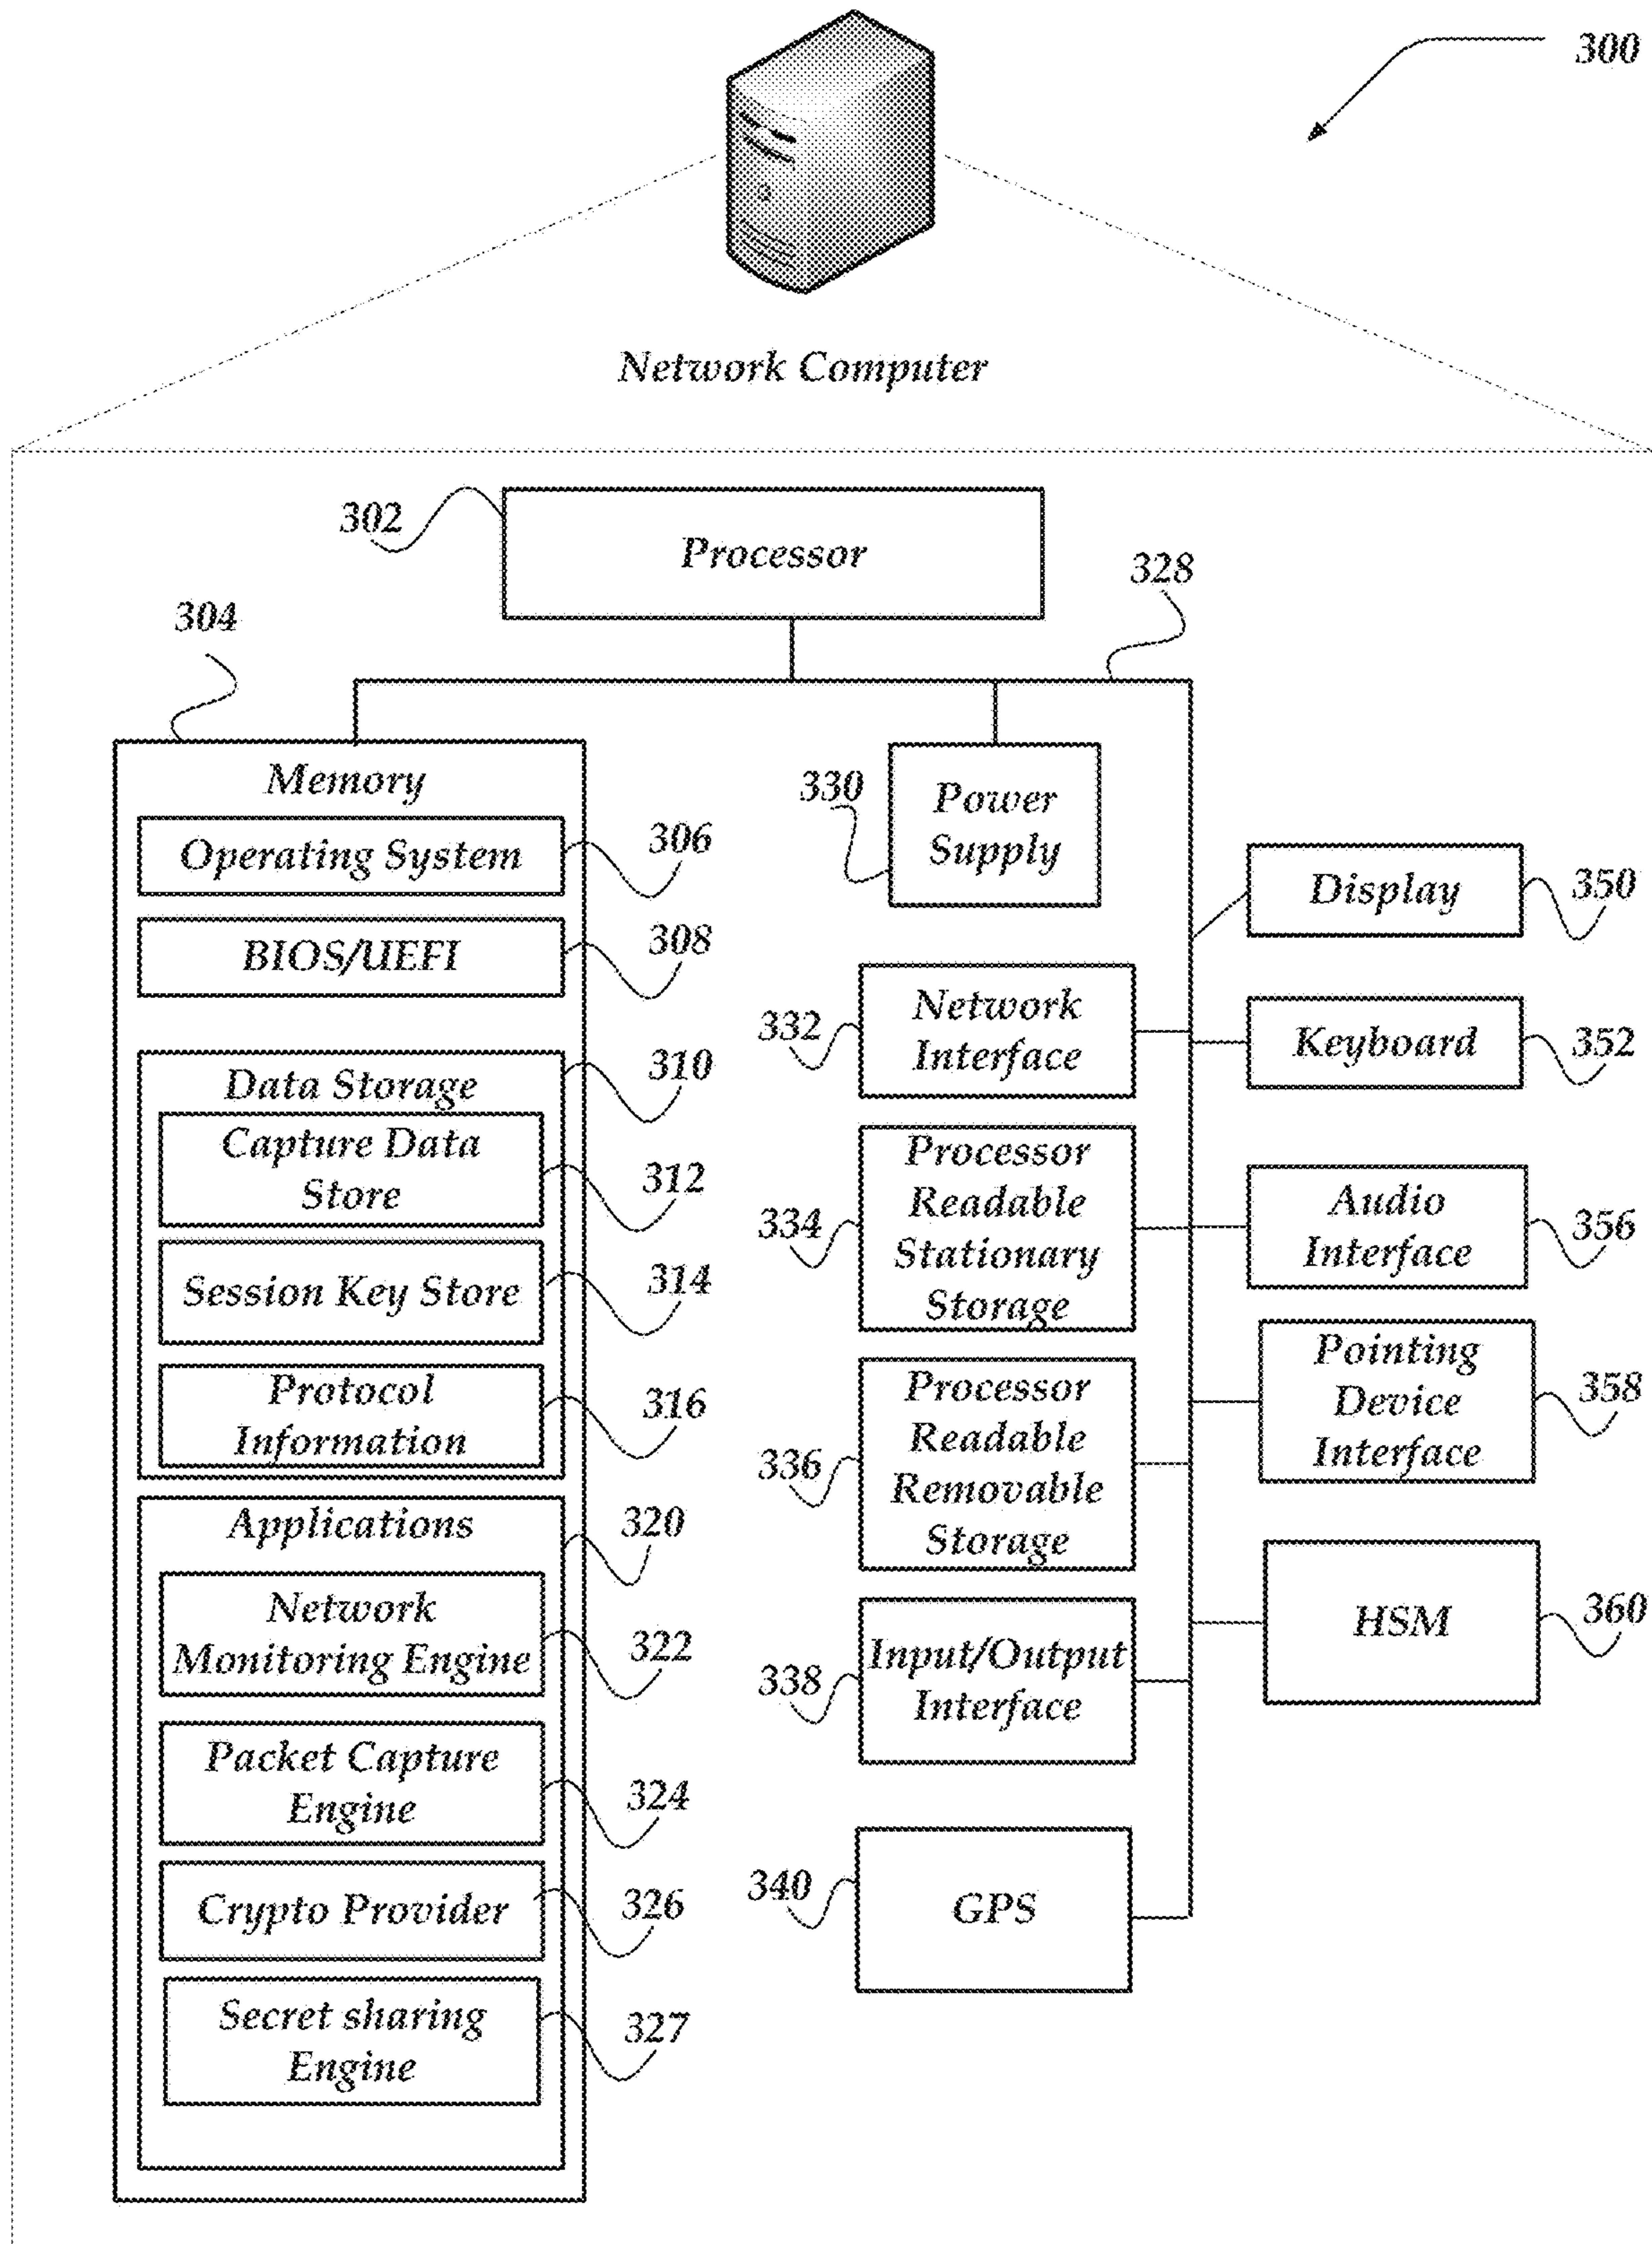 300
Network Computer
302
Processor
328
304
Memory
Operating System
306
BIOS/UEFI
308
Data Storage
310
Capture Data
Store
312
Session Key Store
314
Protocol
Information
316
Applications
320
Network
Monitoring Engine
322
Packet Capture
Engine
324
Crypto Provider
326
Secret sharing
Engine
327
330
Power
Supply
332
Network
Interface
334
Processor
Readable
Stationary
Storage
336
Processor
Readable
Removable
Storage
338
Input/Output
Interface
340
GPS
Display
350
Keyboard
352
Audio
Interface
356
Pointing
Device
Interface
358
HSM
360